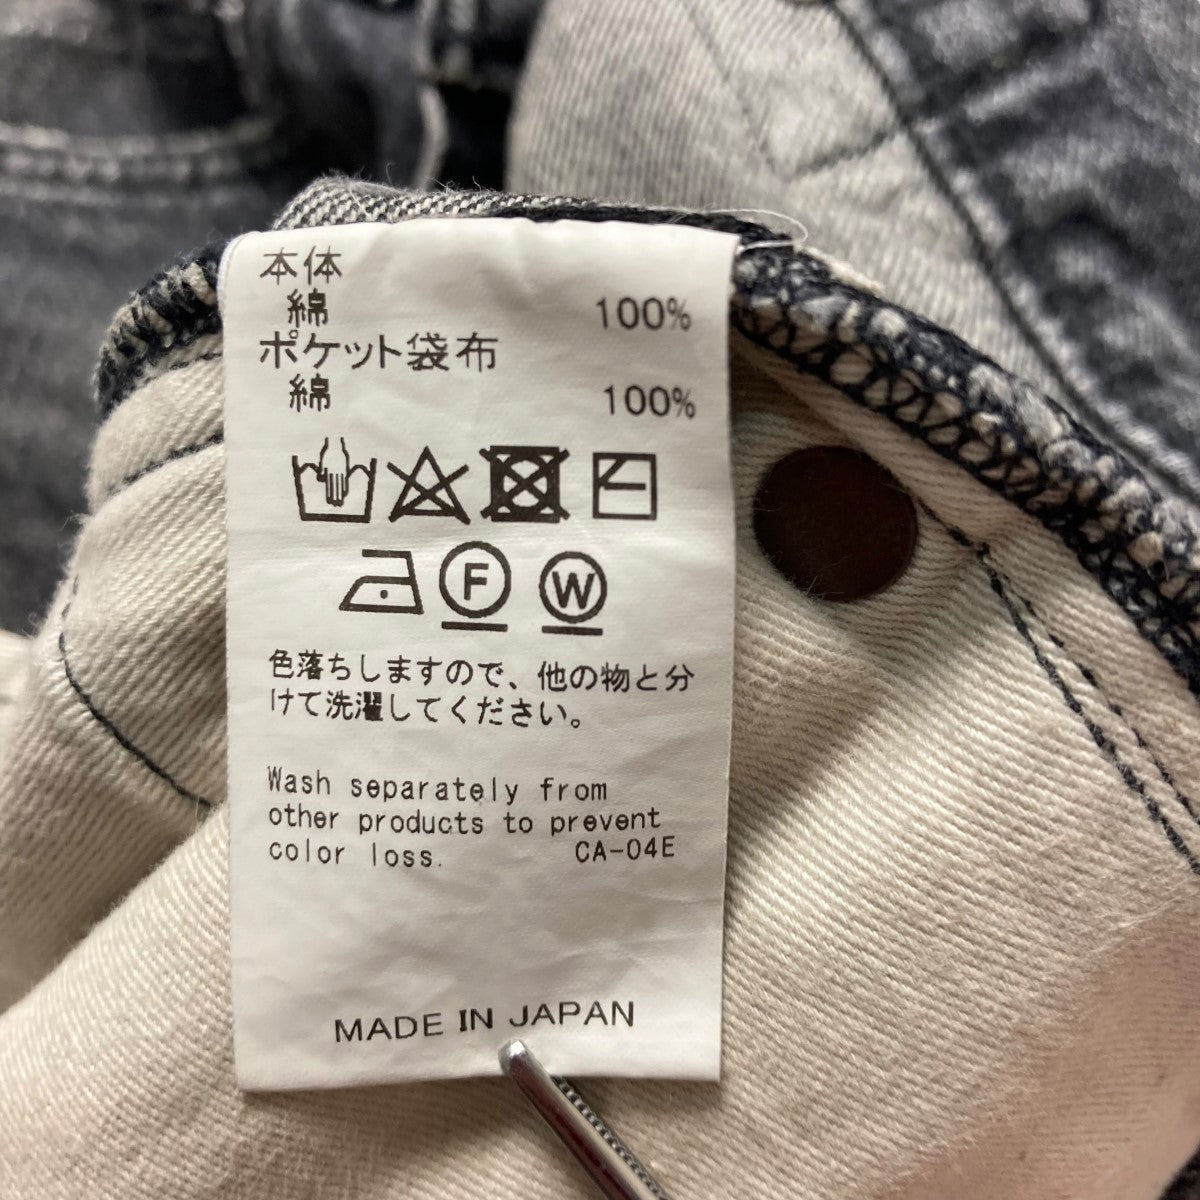 本体
綿 100%
ポケット袋布
綿 100%
F W
色落ちしますので、他の物と分
けて洗濯してください。
Wash separately from
other products to prevent
color loss. CA-04E
MADE IN JAPAN